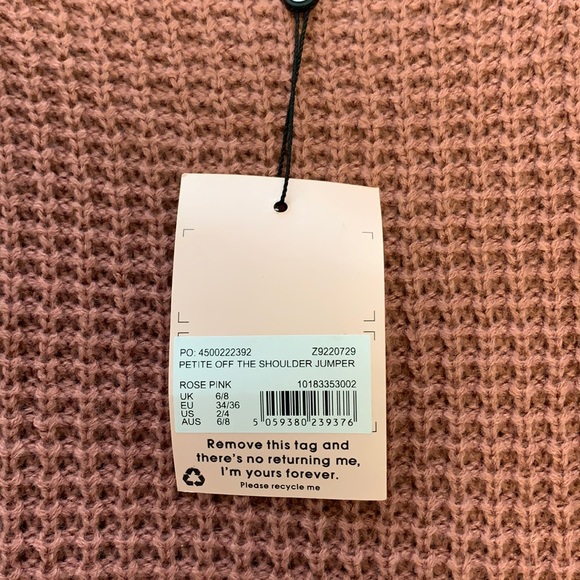 PO: 4500222392 Z9220729
PETITE OFF THE SHOULDER JUMPER
ROSE PINK 10183353002
UK 6/8
EU 34/36
US 2/4
AUS 6/8
5 059380 239376
Remove this tag and
there's no returning me,
I'm yours forever.
Please recycle me